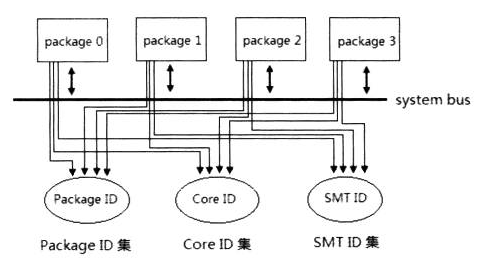 package 0 package 1 package 2 package 3
system bus
Package ID Core ID SMT ID
Package ID 集 Core ID 集 SMT ID 集